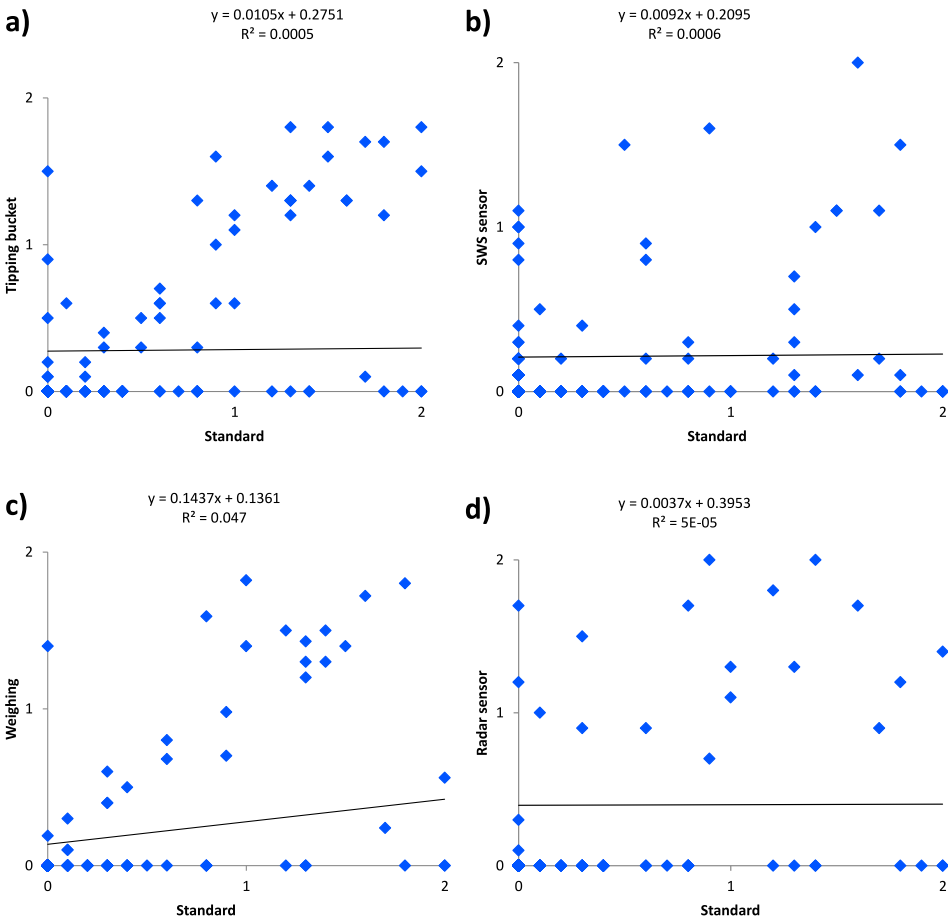 a)
y = 0.0105x + 0.2751
R² = 0.0005
2
1
0
Tipping bucket
0 1 2
Standard
b)
y = 0.0092x + 0.2095
R² = 0.0006
2
1
0
SWS sensor
0 1 2
Standard
c)
y = 0.1437x + 0.1361
R² = 0.047
2
1
0
Weighing
0 1 2
Standard
d)
y = 0.0037x + 0.3953
R² = 5E-05
2
1
0
Radar sensor
0 1 2
Standard